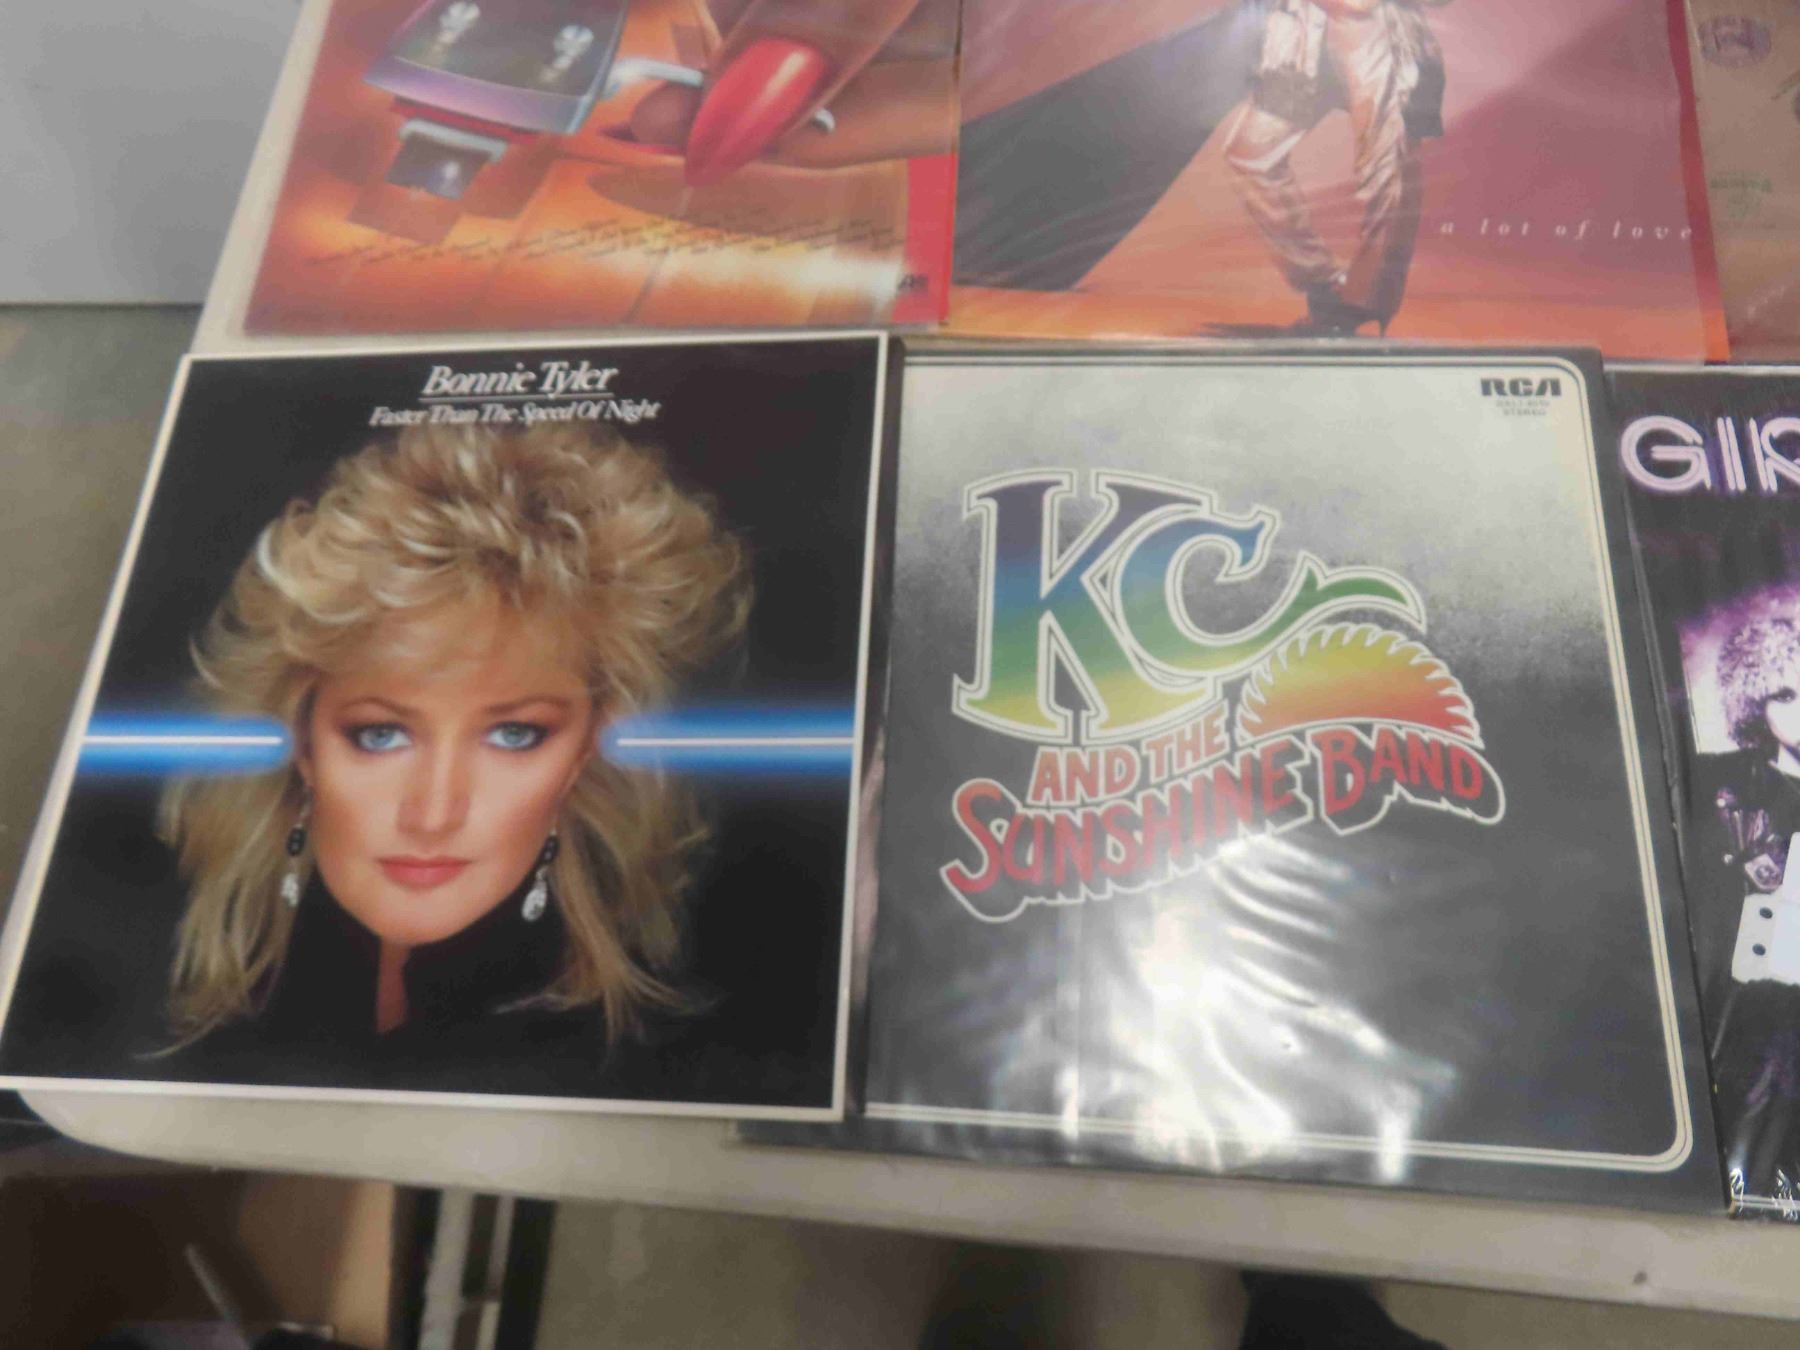 a lot of love
Bonnie Tyler
Faster Than The Speed Of Night
RCA
STEREO
KC
AND THE
SUNSHINE BAND
GIR